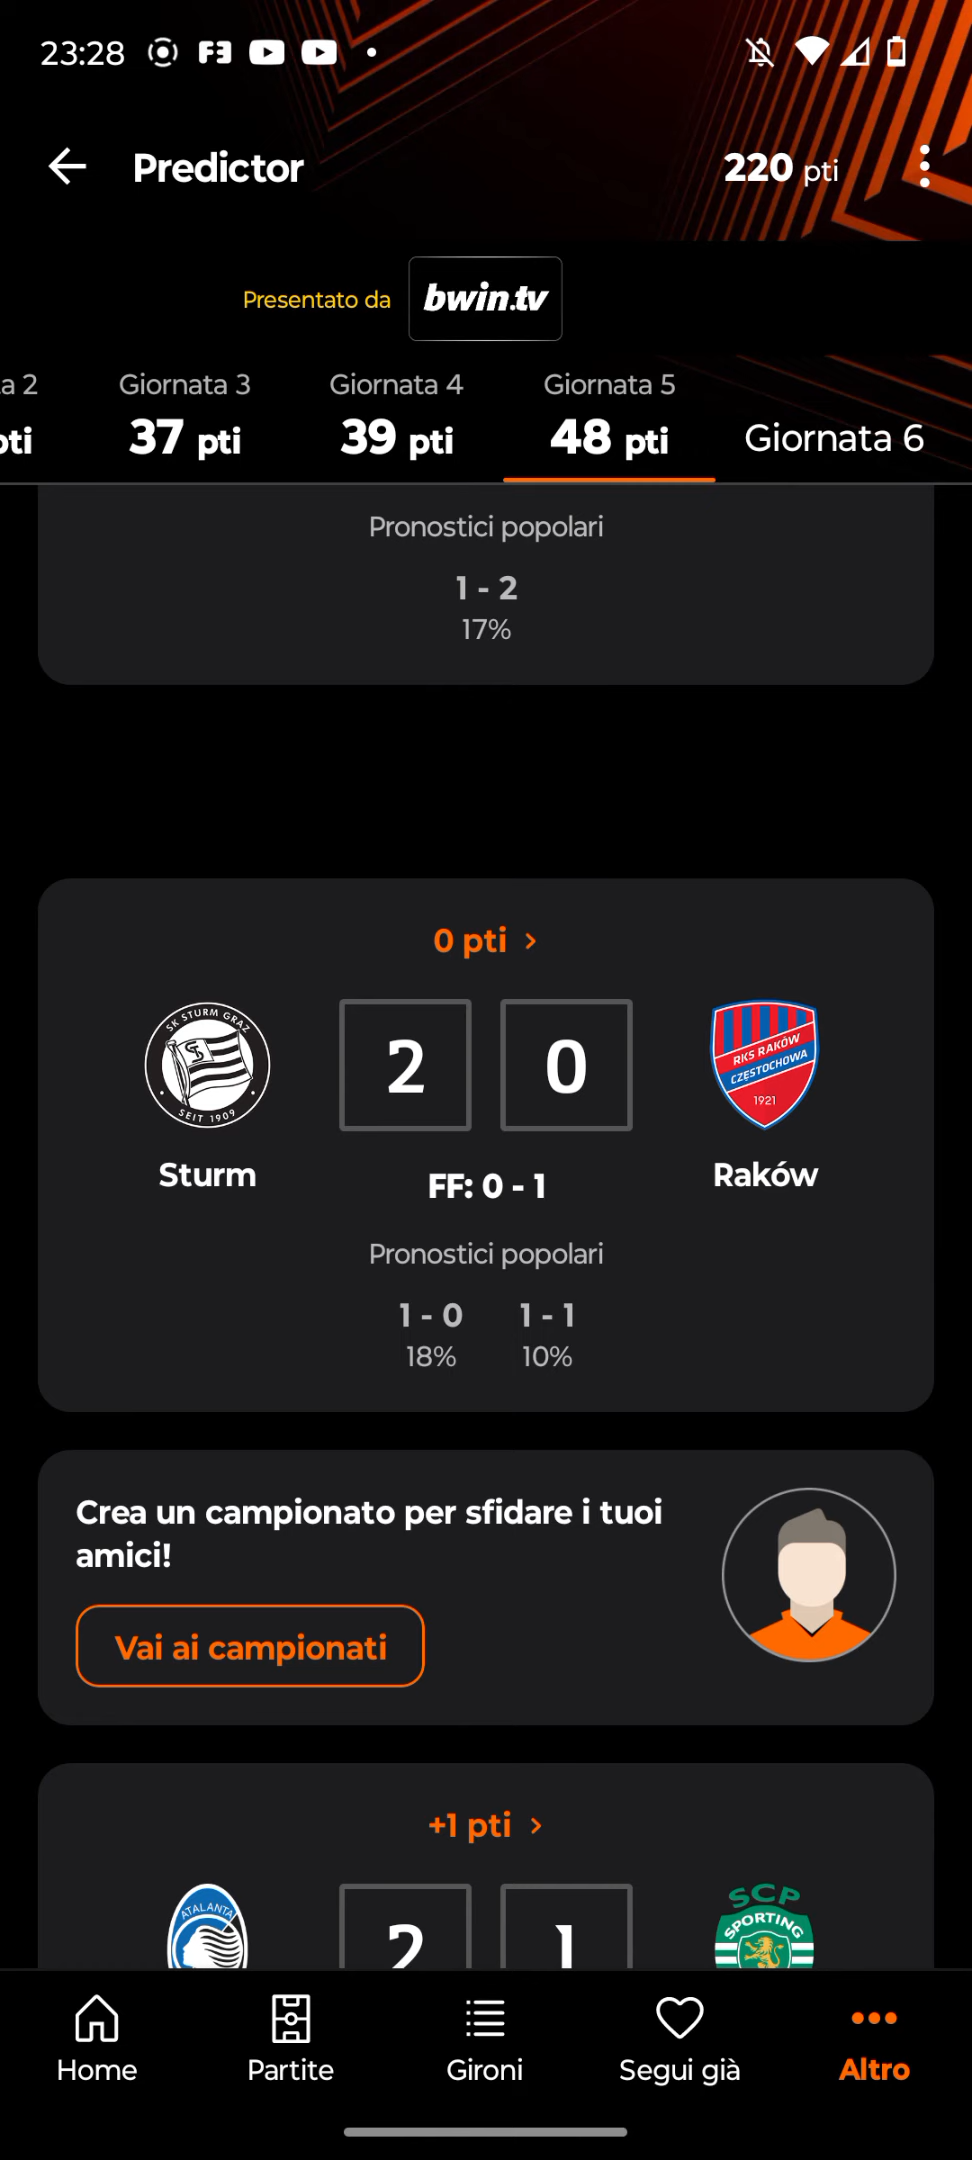 23:28
Predictor
220 pti
Presentato da
bwin.tv
a 2
Giornata 3
Giornata 4
Giornata 5
Giornata 6
pti
37 pti
39 pti
48 pti
Pronostici popolari
1 - 2
17%
0 pti
SK STURM GRAZ
SEIT 1909
2
0
RKS RAKÓW
CZĘSTOCHOWA
1921
Sturm
FF: 0 - 1
Raków
Pronostici popolari
1 - 0
1 - 1
18%
10%
Crea un campionato per sfidare i tuoi
amici!
Vai ai campionati
+1 pti
ATALANTA
2
1
SCP
SPORTING
Home
Partite
Gironi
Segui già
Altro